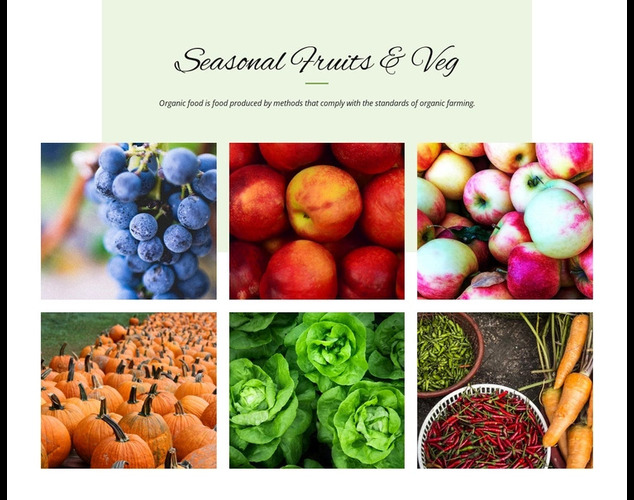 Seasonal Fruits & Veg
Organic food is food produced by methods that comply with the standards of organic farming.